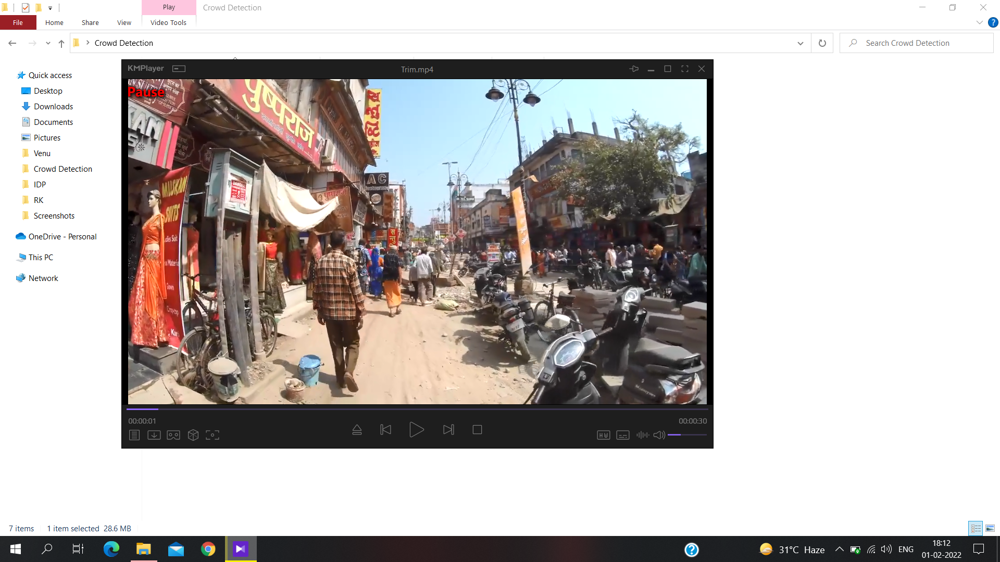 Play
Crowd Detection
File
Home
Share
View
Video Tools
Crowd Detection
Search Crowd Detection
Quick access
Desktop
Downloads
Documents
Pictures
Venu
Crowd Detection
IDP
RK
Screenshots
OneDrive - Personal
This PC
Network
KMPlayer
Trim.mp4
Pause
पुष्पराज
AC
Restaurant
DANGER
MUSKAN
SUITS
00:00:01
00:00:30
HW
7 items
1 item selected 28.6 MB
31°C Haze
ENG
18:12
01-02-2022